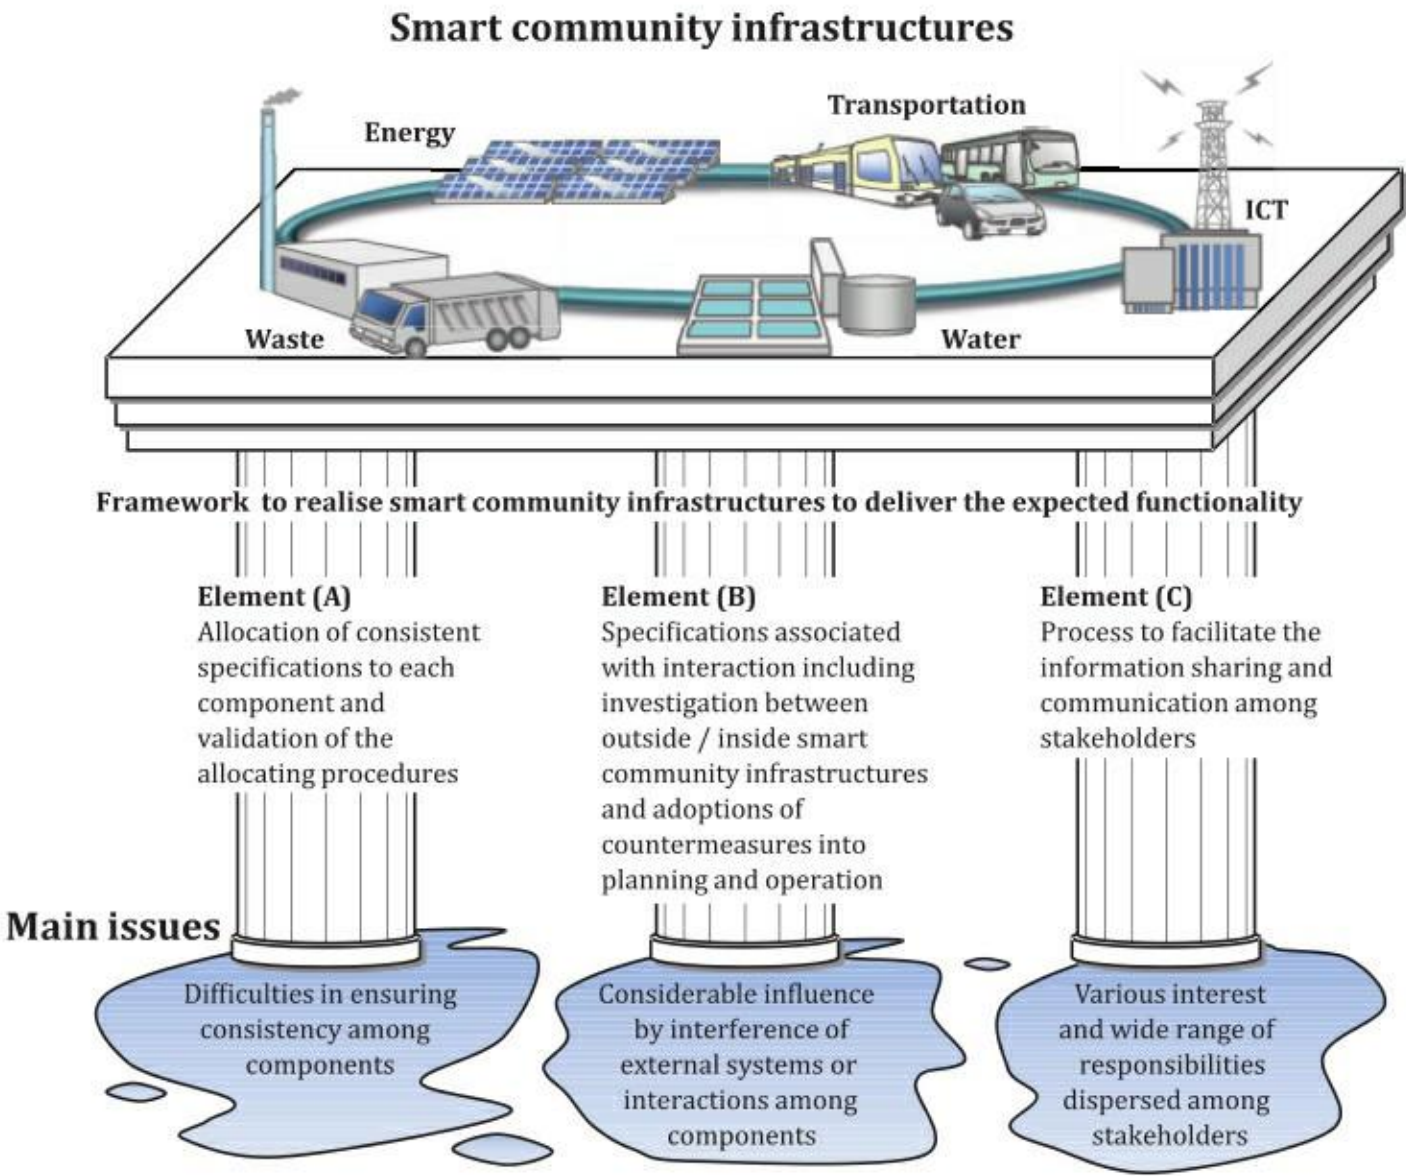 Smart community infrastructures
Transportation
Energy
ICT
Waste
Water
Framework to realise smart community infrastructures to deliver the expected functionality
Element (A)
Allocation of consistent
specifications to each
component and
validation of the
allocating procedures
Element (B)
Specifications associated
with interaction including
investigation between
outside / inside smart
community infrastructures
and adoptions of
countermeasures into
planning and operation
Element (C)
Process to facilitate the
information sharing and
communication among
stakeholders
Main issues
Difficulties in ensuring
consistency among
components
Considerable influence
by interference of
external systems or
interactions among
components
Various interest
and wide range of
responsibilities
dispersed among
stakeholders